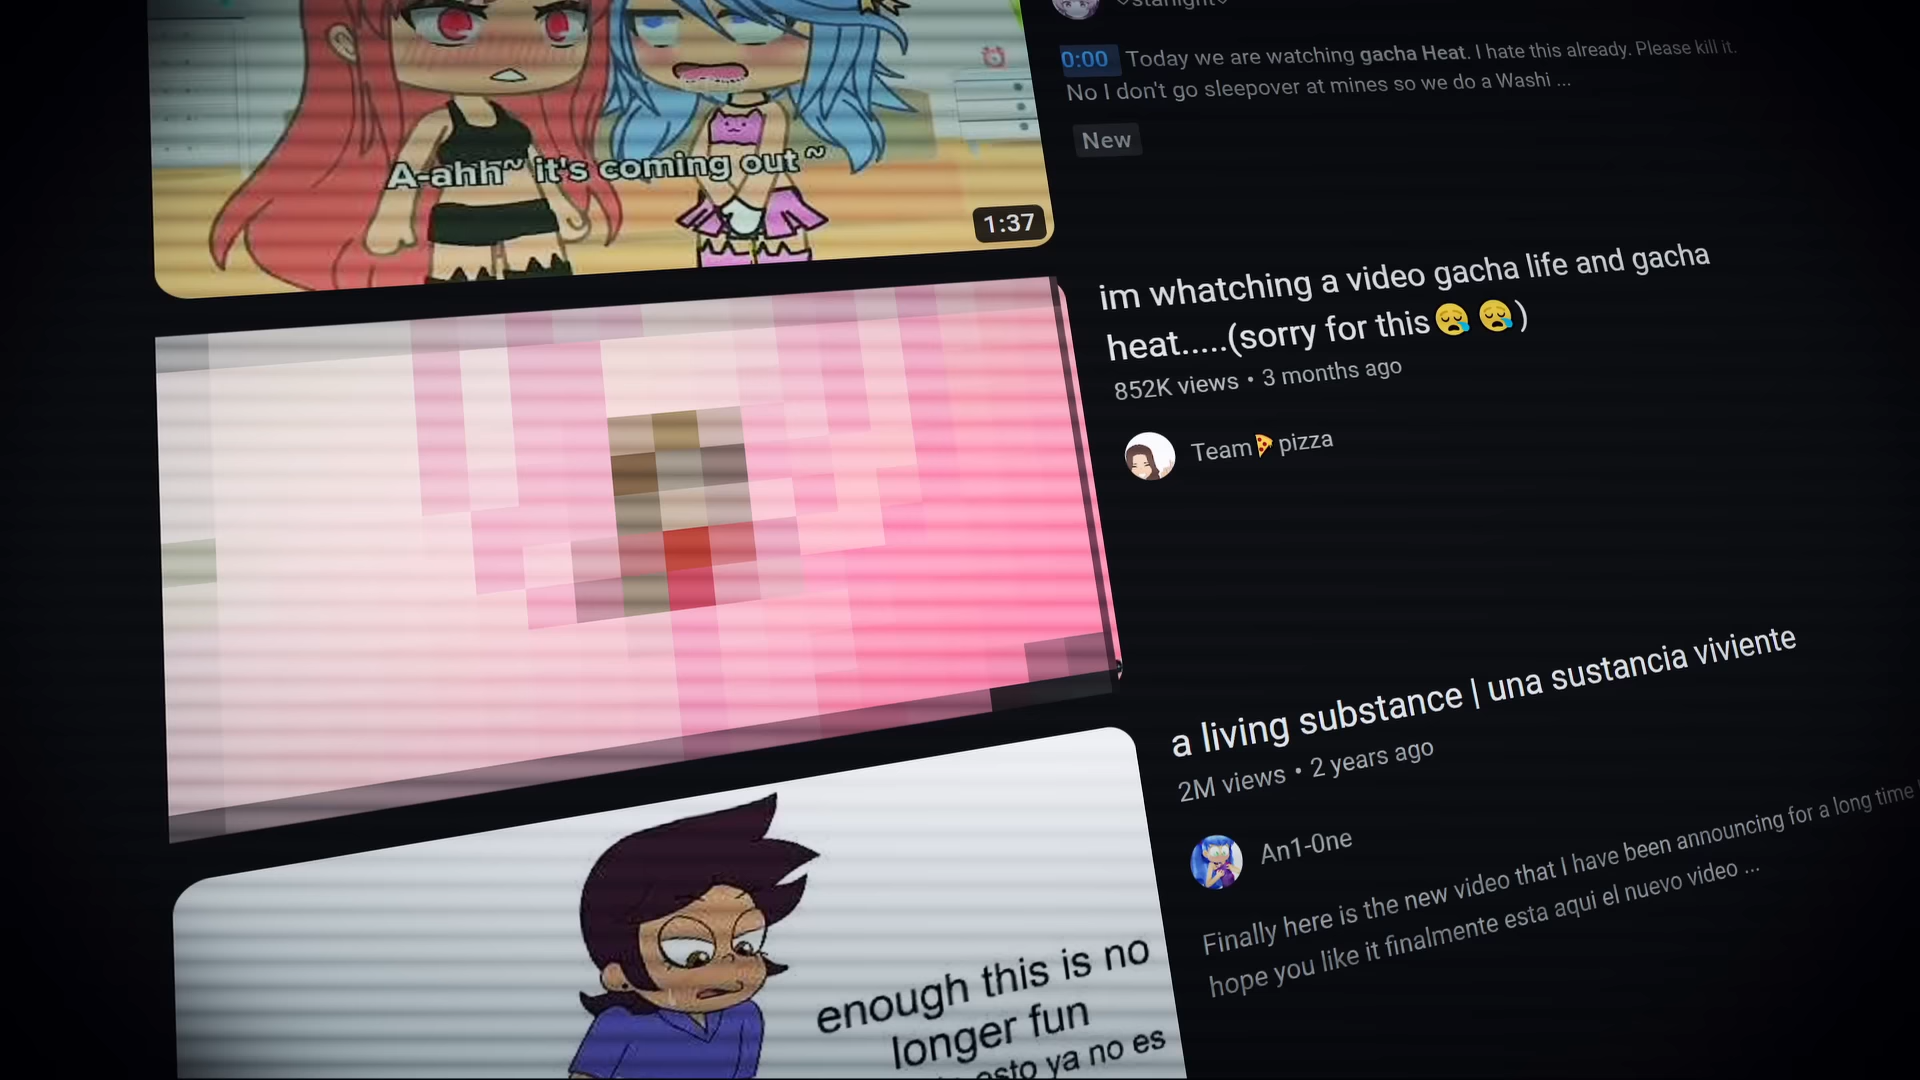 ♡starlight♡
0:00 Today we are watching gacha Heat. I hate this already. Please kill it.
No I don't go sleepover at mines so we do a Washi ...
New
A-ahh~ it's coming out ~
1:37
im whatching a video gacha life and gacha
heat.....(sorry for this😪😪)
852K views • 3 months ago
Team🍕pizza
a living substance | una sustancia viviente
2M views • 2 years ago
An1-0ne
Finally here is the new video that I have been announcing for a long time
hope you like it finalmente esta aqui el nuevo video ...
enough this is no
longer fun
esto ya no es